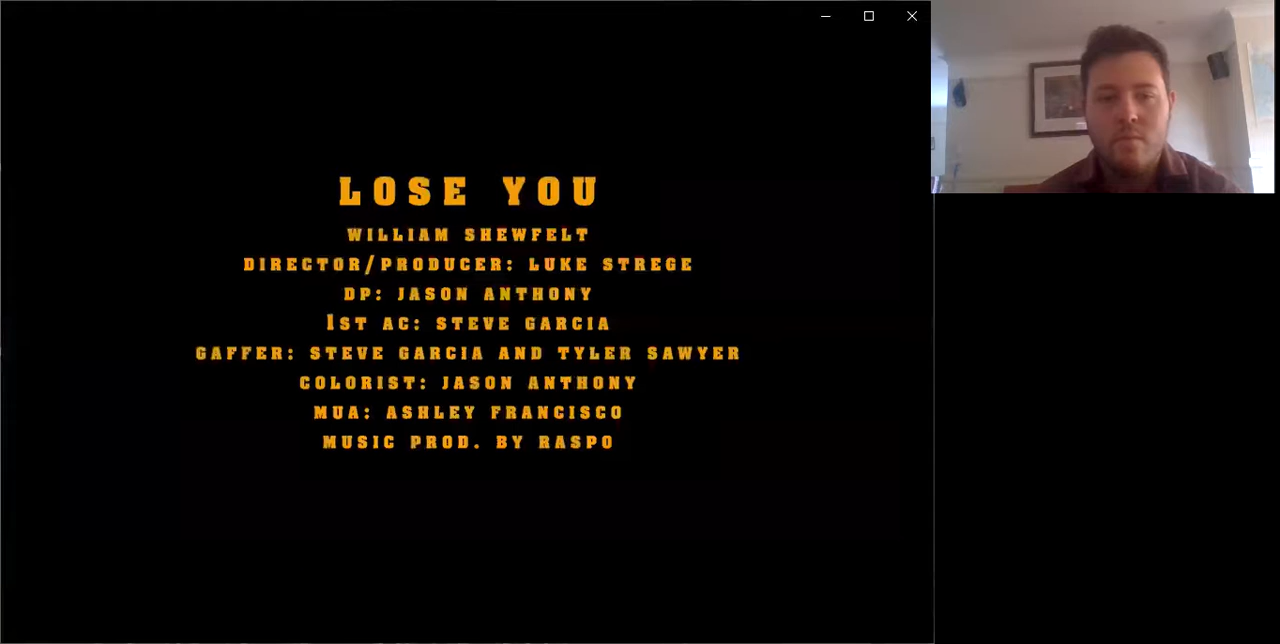 LOSE YOU
WILLIAM SHEWFELT
DIRECTOR/PRODUCER: LUKE STREGE
DP: JASON ANTHONY
1ST AC: STEVE GARCIA
GAFFER: STEVE GARCIA AND TYLER SAWYER
COLORIST: JASON ANTHONY
MUA: ASHLEY FRANCISCO
MUSIC PROD. BY RASPO